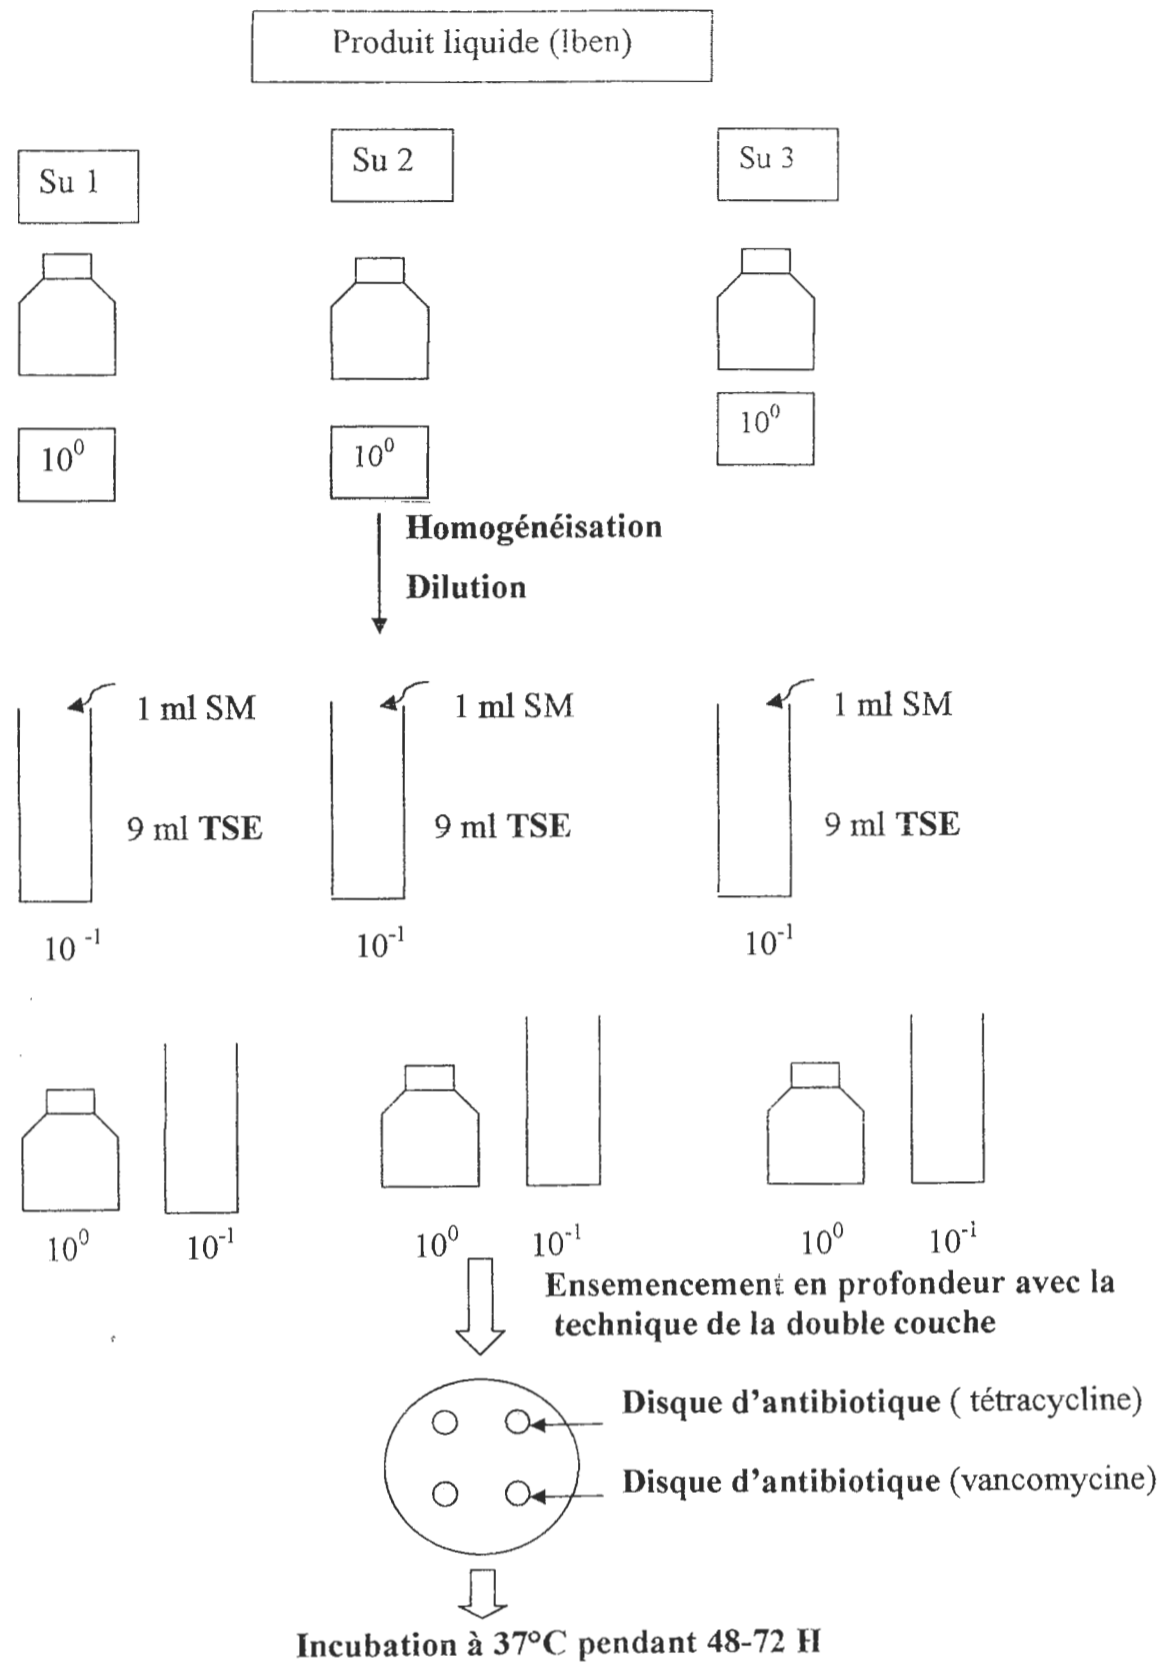 Produit liquide (lben)
Su 1
Su 2
Su 3
10⁰
10⁰
10⁰
Homogénéisation
Dilution
1 ml SM
1 ml SM
1 ml SM
9 ml TSE
9 ml TSE
9 ml TSE
10 ⁻¹
10⁻¹
10⁻¹
10⁰
10⁻¹
10⁰
10⁻¹
10⁰
10⁻¹
Ensemencement en profondeur avec la
technique de la double couche
Disque d’antibiotique ( tétracycline)
Disque d’antibiotique (vancomycine)
Incubation à 37°C pendant 48-72 H